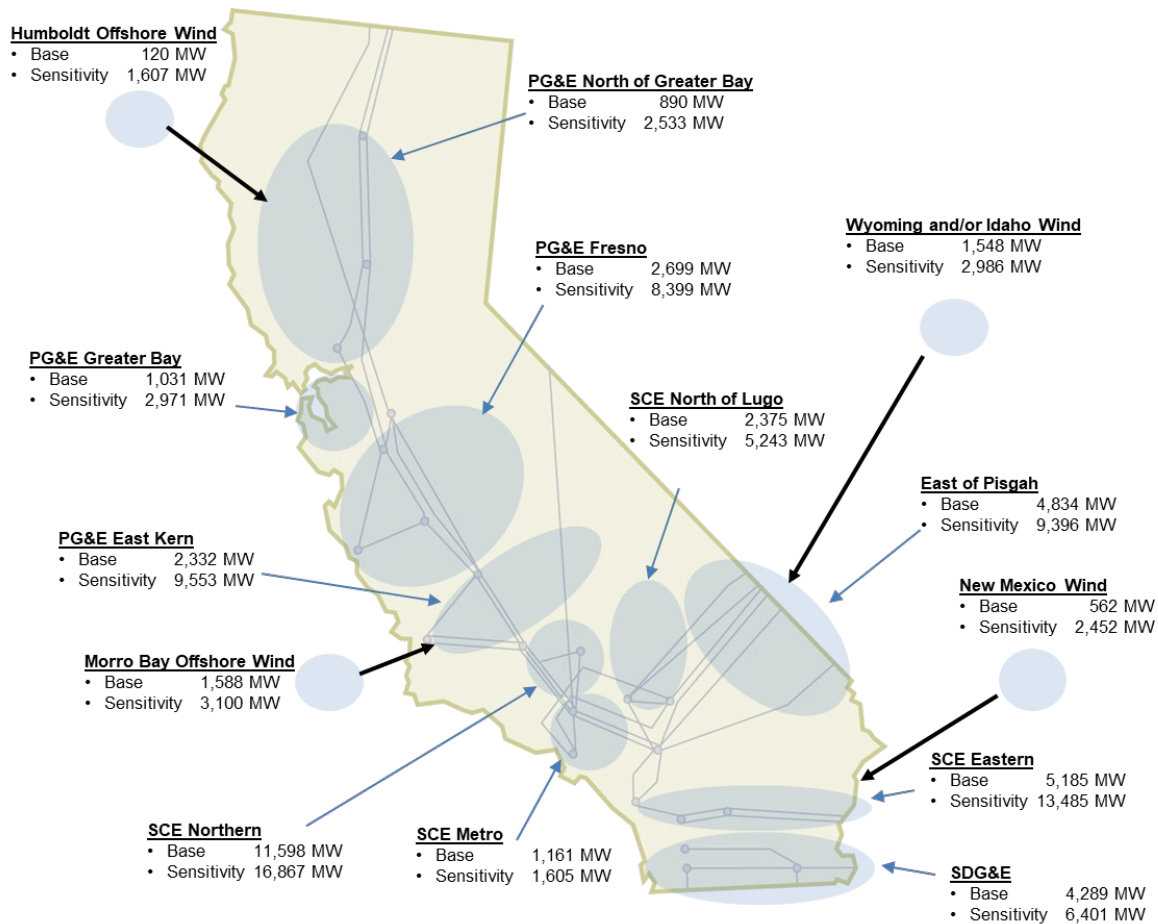 Humboldt Offshore Wind
• Base 120 MW
• Sensitivity 1,607 MW
PG&E North of Greater Bay
• Base 890 MW
• Sensitivity 2,533 MW
PG&E Fresno
• Base 2,699 MW
• Sensitivity 8,399 MW
Wyoming and/or Idaho Wind
• Base 1,548 MW
• Sensitivity 2,986 MW
PG&E Greater Bay
• Base 1,031 MW
• Sensitivity 2,971 MW
SCE North of Lugo
• Base 2,375 MW
• Sensitivity 5,243 MW
East of Pisgah
• Base 4,834 MW
• Sensitivity 9,396 MW
PG&E East Kern
• Base 2,332 MW
• Sensitivity 9,553 MW
New Mexico Wind
• Base 562 MW
• Sensitivity 2,452 MW
Morro Bay Offshore Wind
• Base 1,588 MW
• Sensitivity 3,100 MW
SCE Eastern
• Base 5,185 MW
• Sensitivity 13,485 MW
SCE Northern
• Base 11,598 MW
• Sensitivity 16,867 MW
SCE Metro
• Base 1,161 MW
• Sensitivity 1,605 MW
SDG&E
• Base 4,289 MW
• Sensitivity 6,401 MW